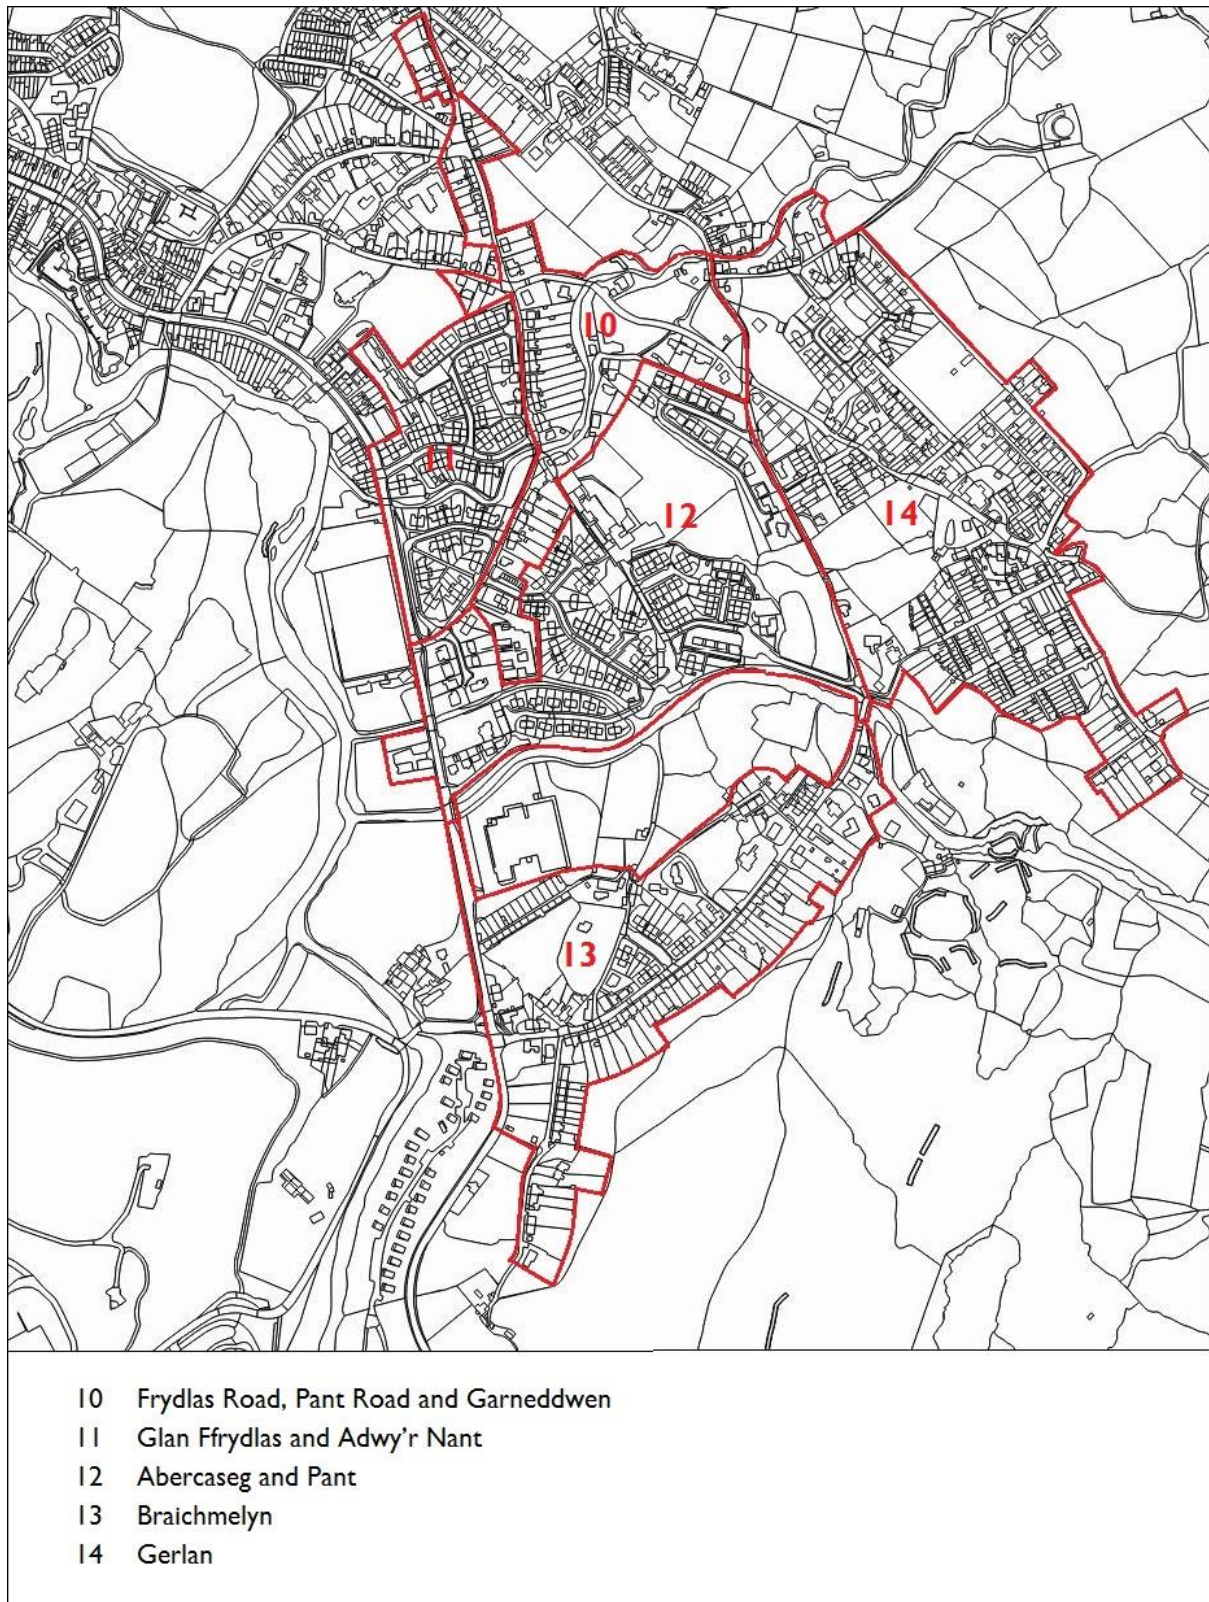 10
11
12
14
13
10 Frydlas Road, Pant Road and Garneddwen
11 Glan Ffrydlas and Adwy’r Nant
12 Abercaseg and Pant
13 Braichmelyn
14 Gerlan